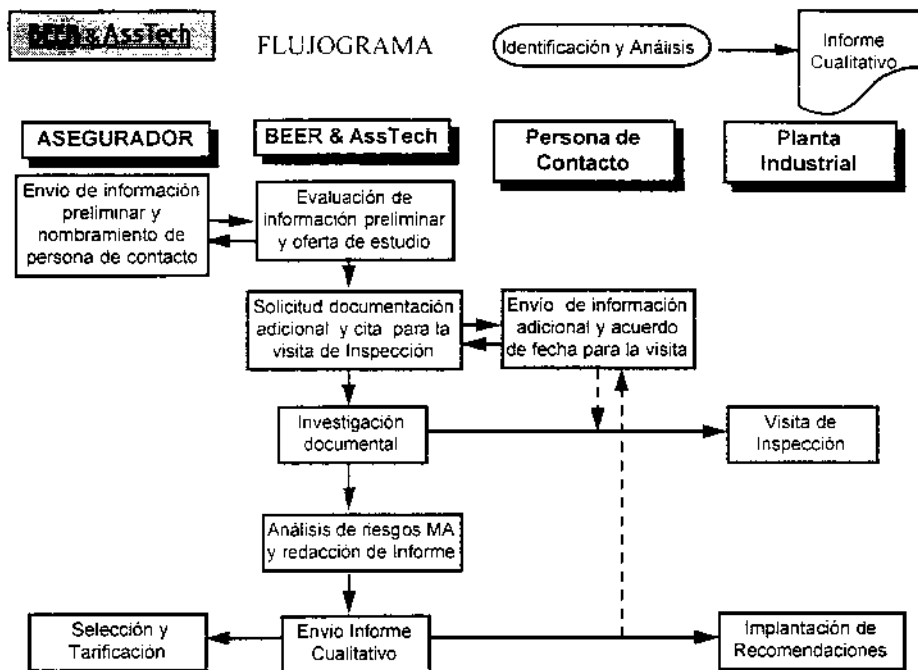 BEER & AssTech
FLUJOGRAMA
Identificación y Análisis
Informe
Cualitativo
ASEGURADOR
BEER & AssTech
Persona de
Contacto
Planta
Industrial
Envío de información
preliminar y
nombramiento de
persona de contacto
Evaluación de
información preliminar
y oferta de estudio
Solicitud documentación
adicional y cita para la
visita de Inspección
Envío de información
adicional y acuerdo
de fecha para la visita
Investigación
documental
Visita de
Inspección
Análisis de riesgos MA
y redacción de Informe
Selección y
Tarificación
Envío Informe
Cualitativo
Implantación de
Recomendaciones